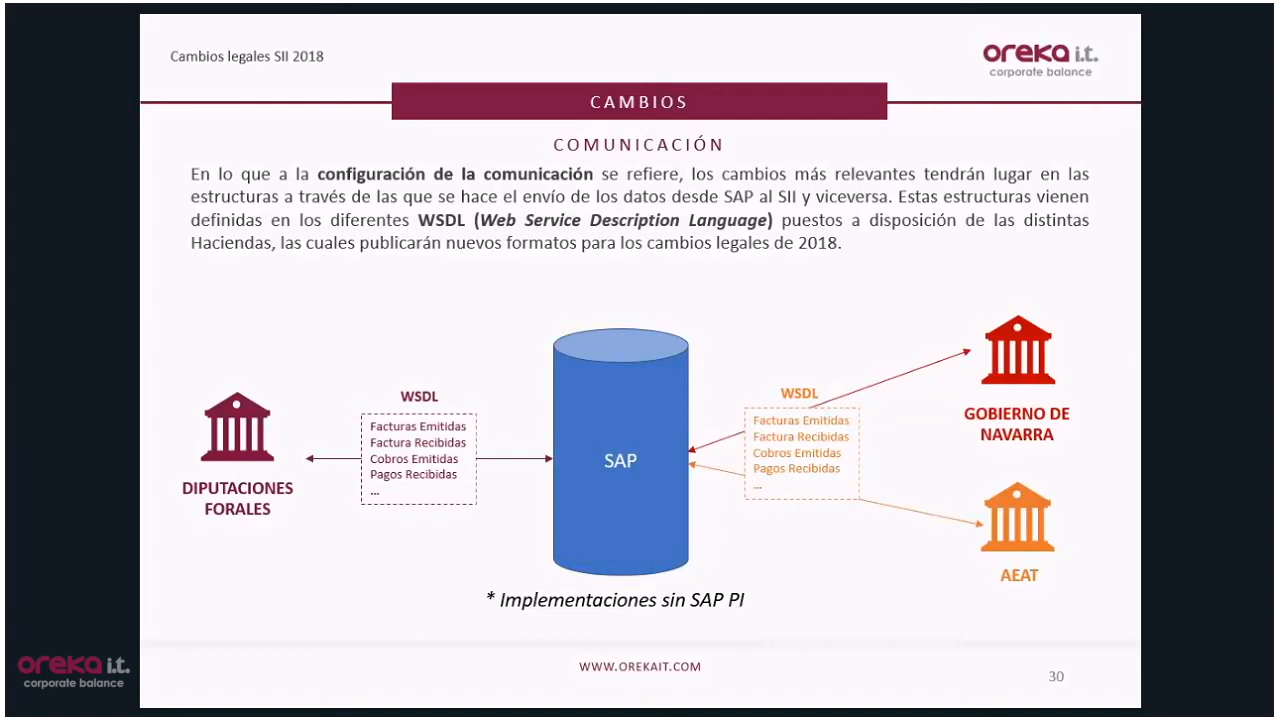 Cambios legales SII 2018
oreka i.t.
corporate balance
CAMBIOS
COMUNICACIÓN
En lo que a la configuración de la comunicación se refiere, los cambios más relevantes tendrán lugar en las
estructuras a través de las que se hace el envío de los datos desde SAP al SII y viceversa. Estas estructuras vienen
definidas en los diferentes WSDL (Web Service Description Language) puestos a disposición de las distintas
Haciendas, las cuales publicarán nuevos formatos para los cambios legales de 2018.
DIPUTACIONES
FORALES
WSDL
Facturas Emitidas
Factura Recibidas
Cobros Emitidas
Pagos Recibidas
...
SAP
WSDL
Facturas Emitidas
Factura Recibidas
Cobros Emitidas
Pagos Recibidas
...
GOBIERNO DE
NAVARRA
AEAT
* Implementaciones sin SAP PI
WWW.OREKAIT.COM
30
oreka i.t.
corporate balance